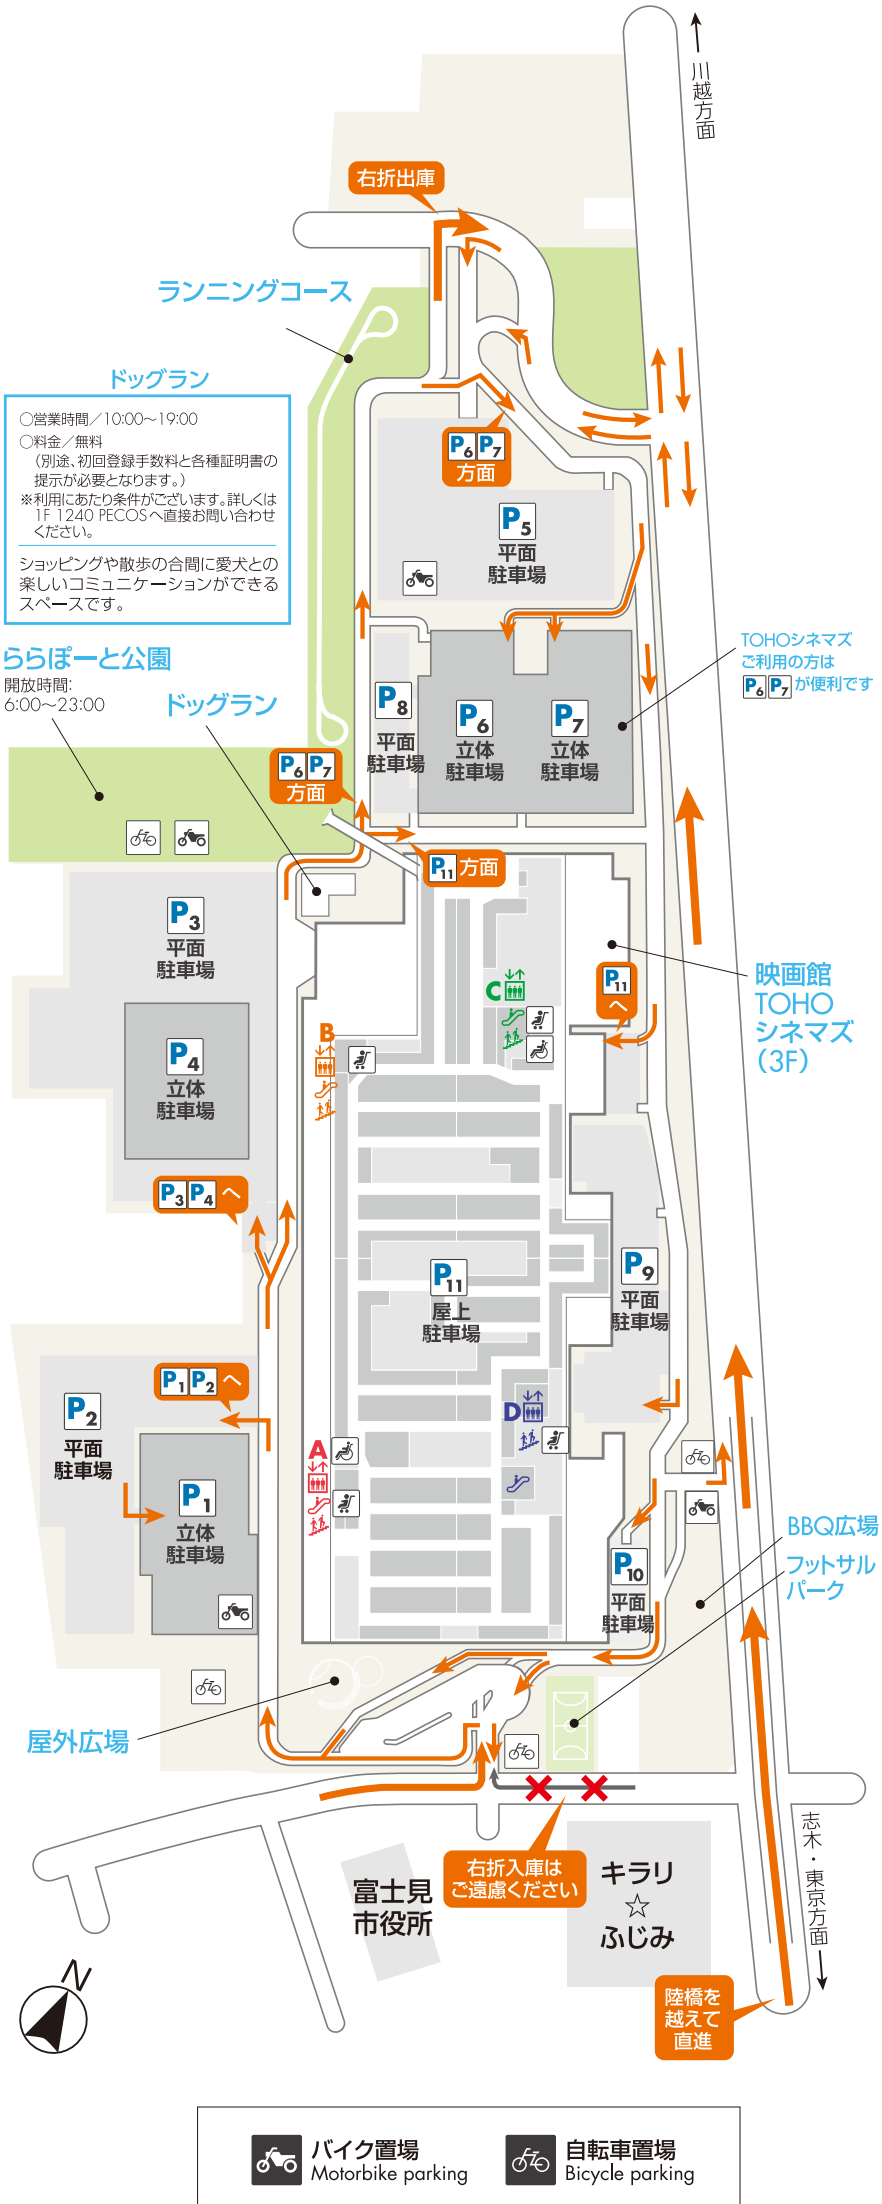 川越方面
右折出庫
ランニングコース
ドッグラン
○営業時間／10:00〜19:00
○料金／無料
（別途、初回登録手数料と各種証明書の
提示が必要となります。）
※利用にあたり条件がございます。詳しくは
1F 1240 PECOSへ直接お問い合わせ
ください。
ショッピングや散歩の合間に愛犬との
楽しいコミュニケーションができる
スペースです。
P6 P7
方面
P5
平面
駐車場
ららぽーと公園
開放時間:
6:00〜23:00
ドッグラン
TOHOシネマズ
ご利用の方は
P6 P7 が便利です
P8
平面
駐車場
P6
立体
駐車場
P7
立体
駐車場
P6 P7
方面
P11 方面
P3
平面
駐車場
映画館
TOHO
シネマズ
（3F）
P11
へ
C
B
P4
立体
駐車場
P3 P4 へ
P9
平面
駐車場
P11
屋上
駐車場
P1 P2 へ
P2
平面
駐車場
D
A
P1
立体
駐車場
BBQ広場
フットサル
パーク
P10
平面
駐車場
屋外広場
右折入庫は
ご遠慮ください
富士見
市役所
キラリ
☆
ふじみ
志木・東京方面
陸橋を
越えて
直進
N
バイク置場
Motorbike parking
自転車置場
Bicycle parking